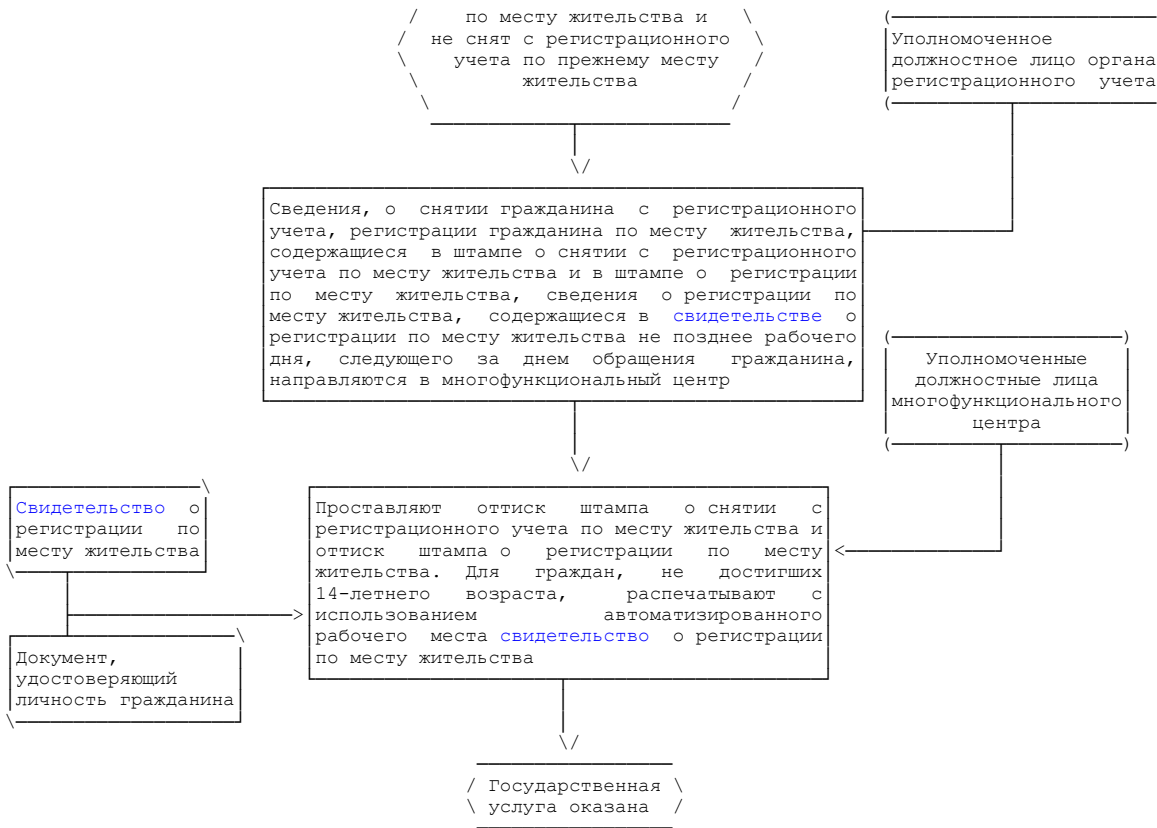 по месту жительства и
не снят с регистрационного
учета по прежнему месту
жительства
Уполномоченное
должностное лицо органа
регистрационного учета
Сведения, о снятии гражданина с регистрационного
учета, регистрации гражданина по месту жительства,
содержащиеся в штампе о снятии с регистрационного
учета по месту жительства и в штампе о регистрации
по месту жительства, сведения о регистрации по
месту жительства, содержащиеся в свидетельстве о
регистрации по месту жительства не позднее рабочего
дня, следующего за днем обращения гражданина,
направляются в многофункциональный центр
Уполномоченные
должностные лица
многофункционального
центра
Свидетельство о
регистрации по
месту жительства
Проставляют оттиск штампа о снятии с
регистрационного учета по месту жительства и
оттиск штампа о регистрации по месту
жительства. Для граждан, не достигших
14-летнего возраста, распечатывают с
использованием автоматизированного
рабочего места свидетельство о регистрации
по месту жительства
Документ,
удостоверяющий
личность гражданина
Государственная
услуга оказана